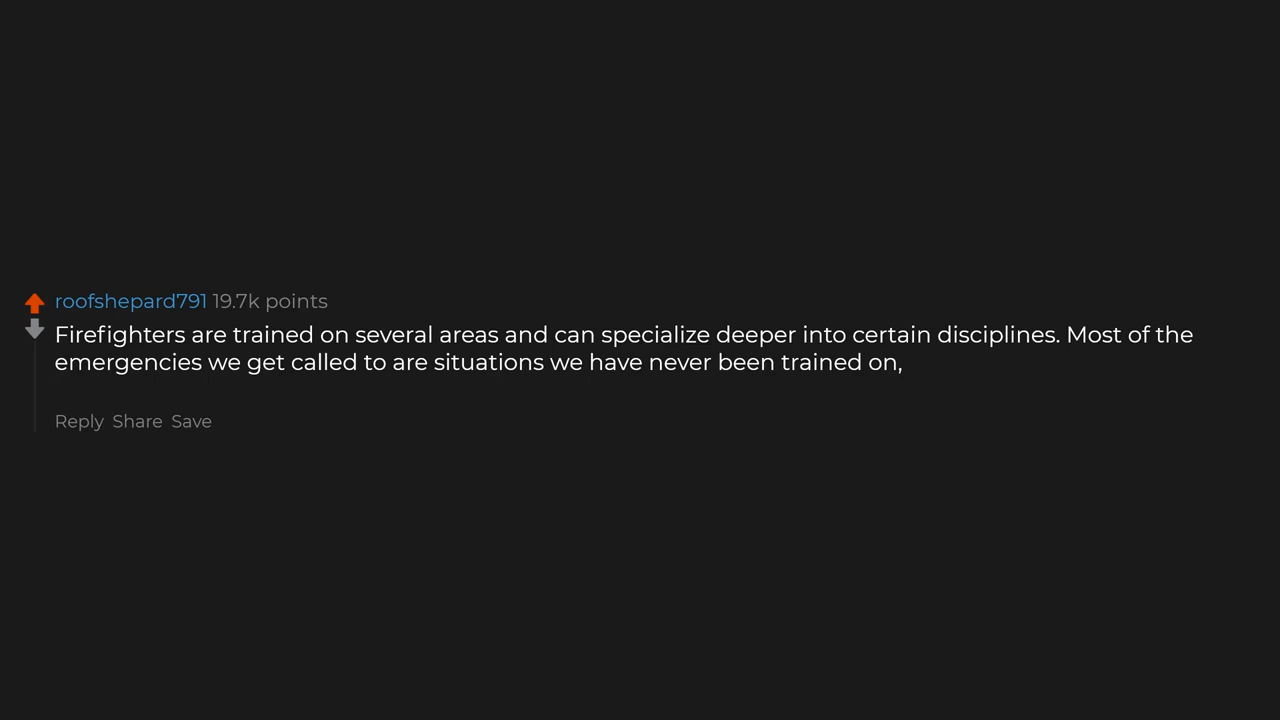 roofshepard791 19.7k points
Firefighters are trained on several areas and can specialize deeper into certain disciplines. Most of the
emergencies we get called to are situations we have never been trained on,
Reply Share Save